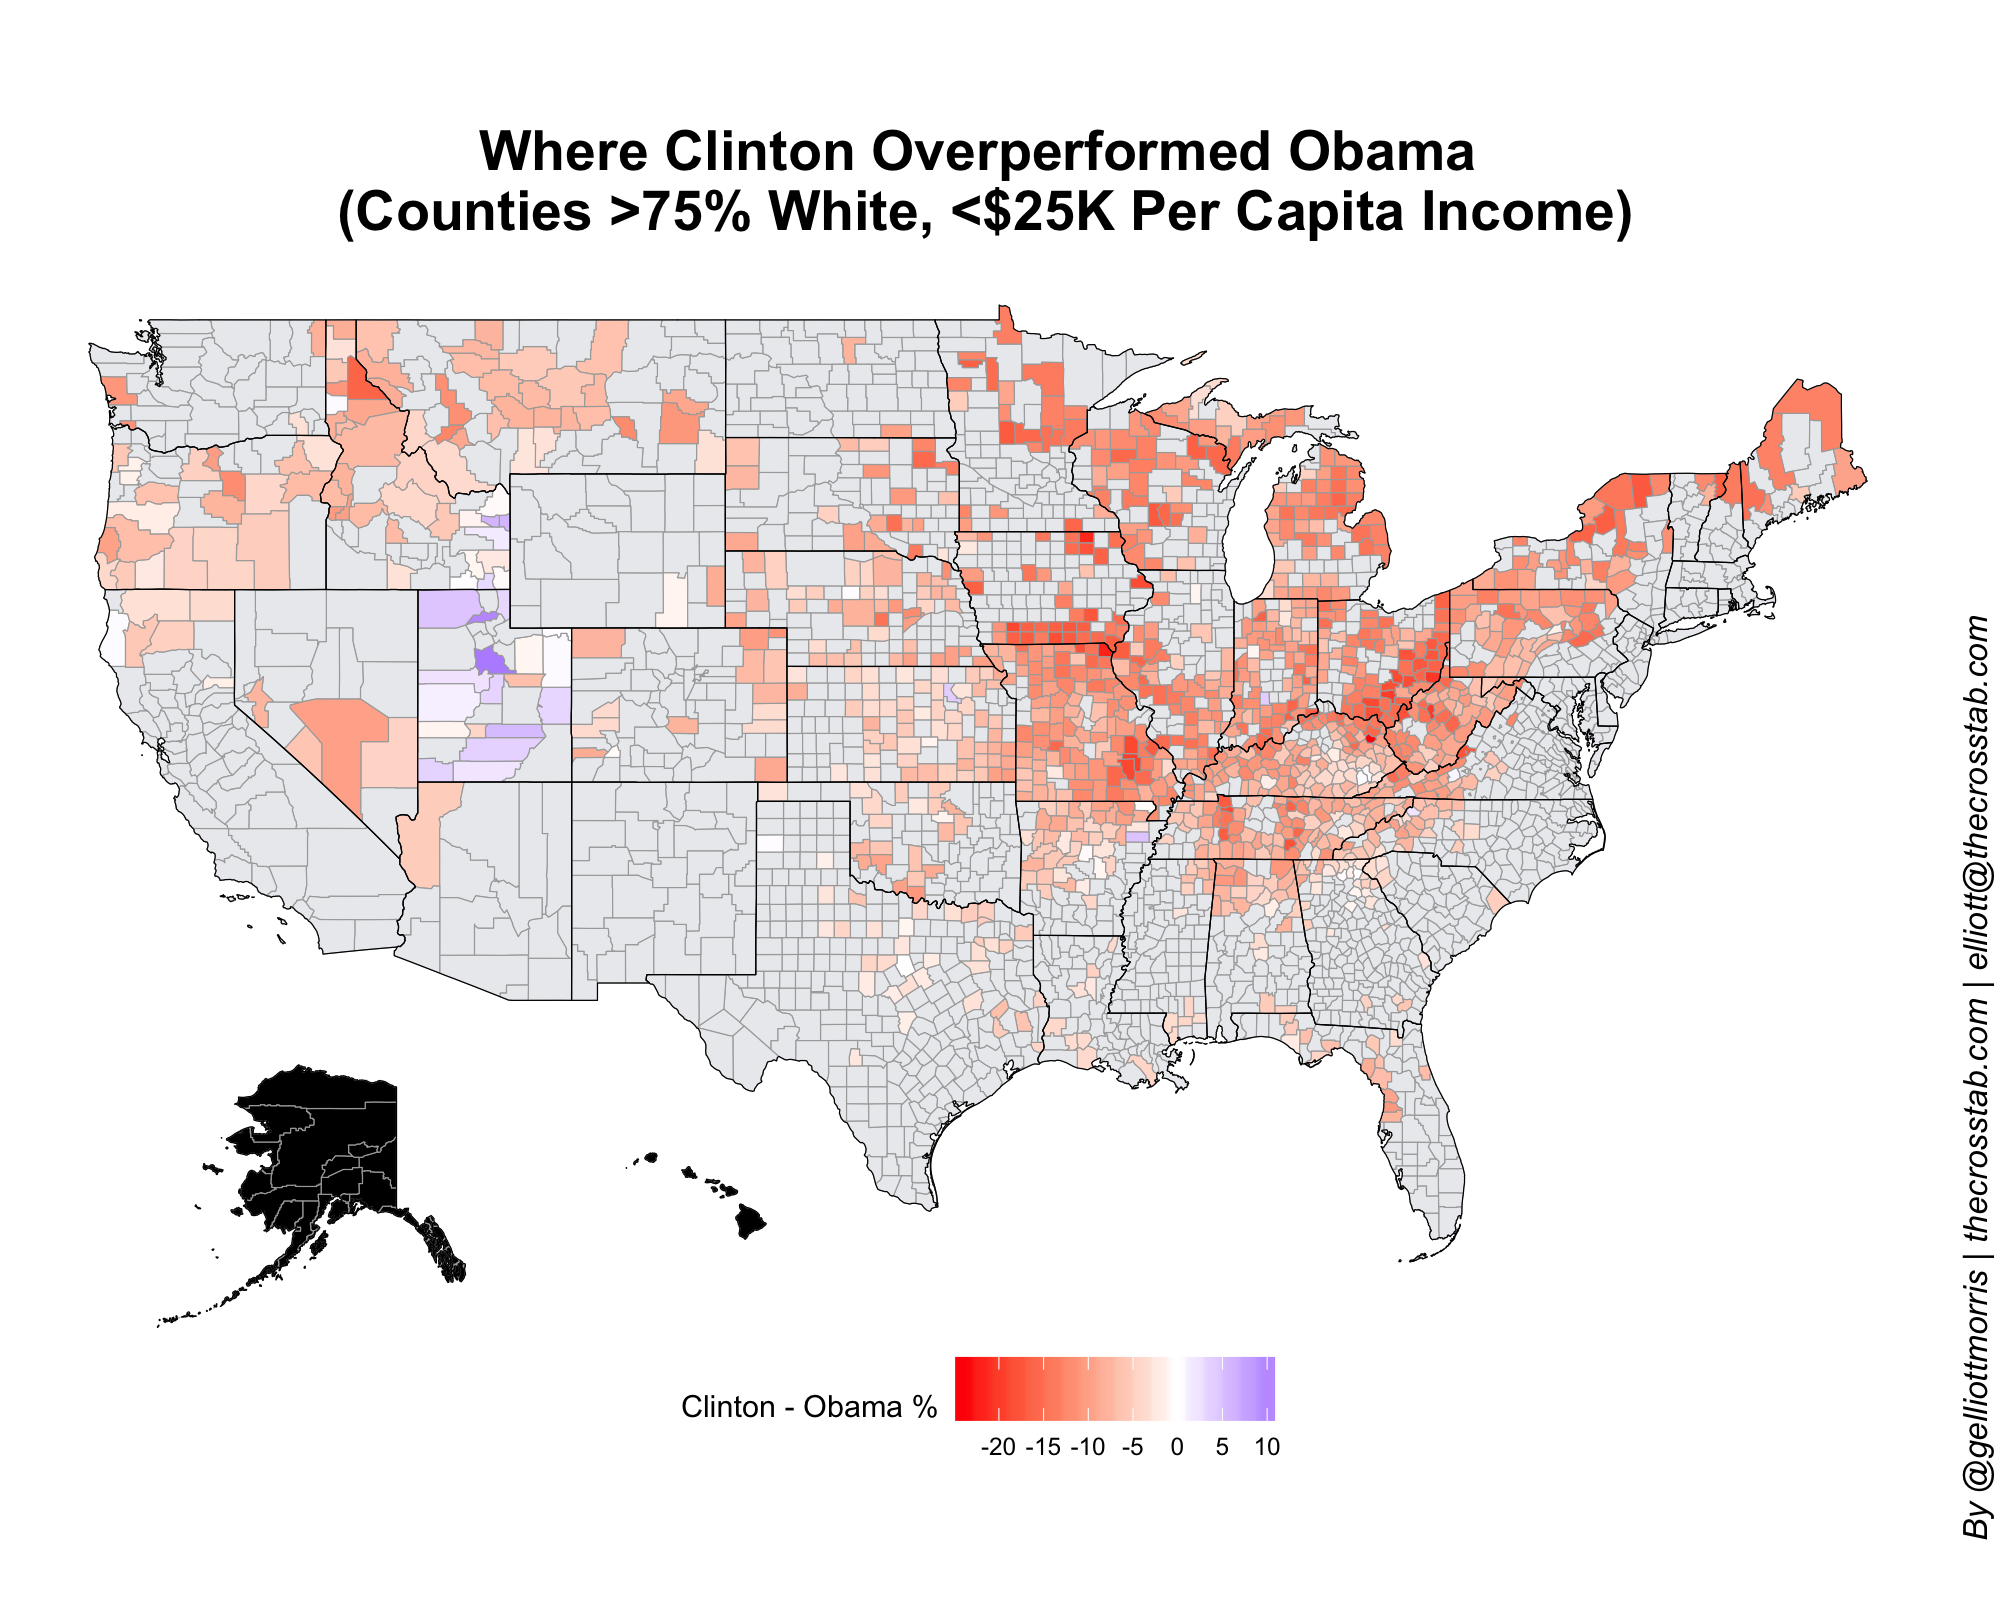 Where Clinton Overperformed Obama
(Counties >75% White, <$25K Per Capita Income)
Clinton - Obama %
-20 -15 -10 -5 0 5 10
By @gelliottmorris | thecrosstab.com | elliott@thecrosstab.com